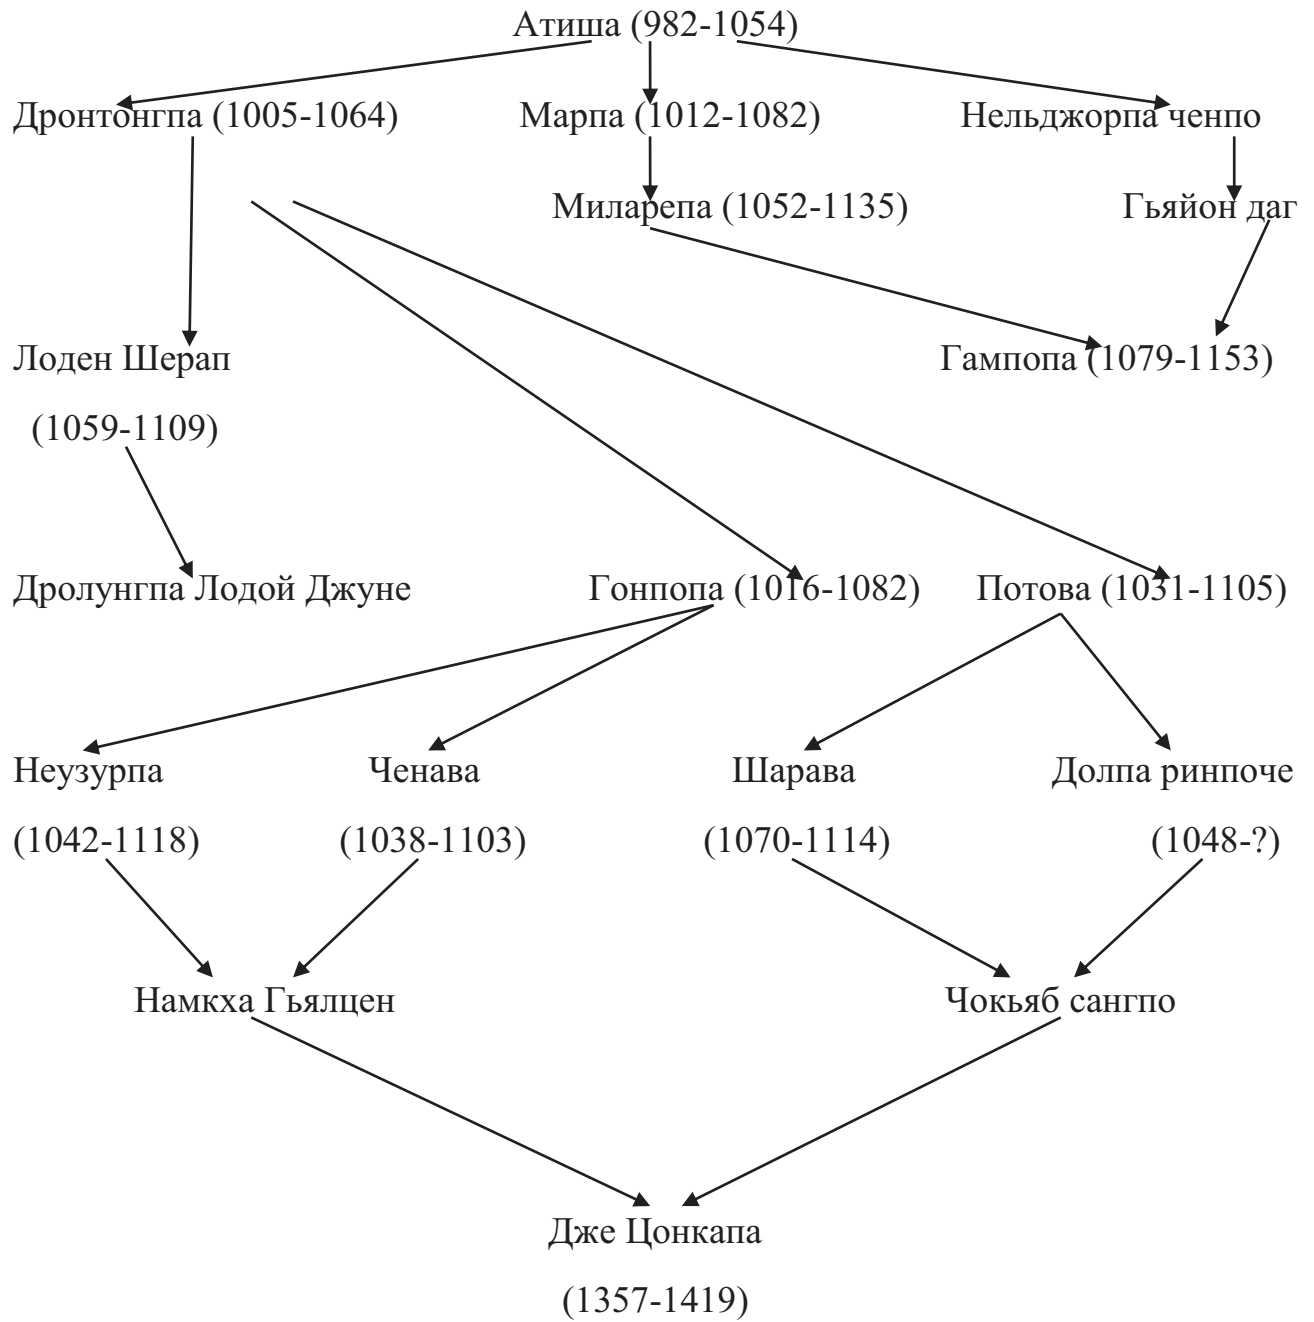 Атиша (982-1054)
Дронтонгпа (1005-1064) Марпа (1012-1082) Нельджорпа ченпо
Миларепа (1052-1135) Гьяйон даг
Лоден Шерап Гампопа (1079-1153)
(1059-1109)
Дролунгпа Лодой Джуне Гонпопа (1016-1082) Потова (1031-1105)
Неузурпа Ченава Шарава Долпа ринпоче
(1042-1118) (1038-1103) (1070-1114) (1048-?)
Намкха Гьялцен Чокьяб сангпо
Дже Цонкапа
(1357-1419)